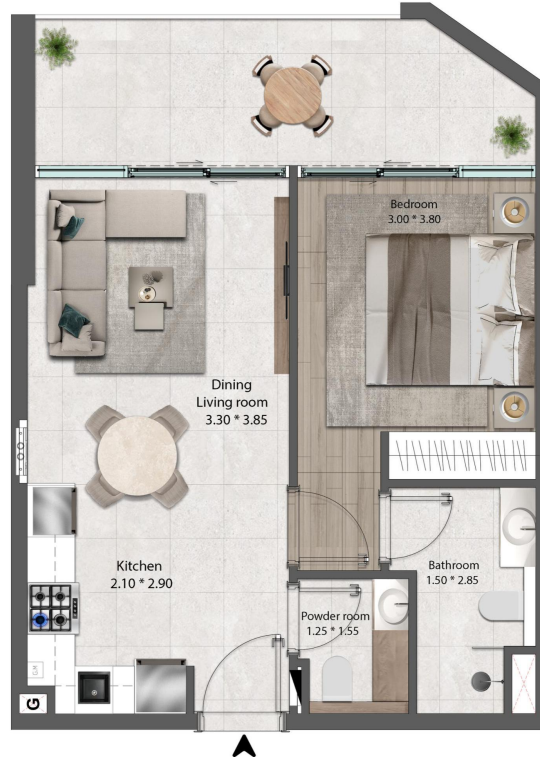 Bedroom
3.00 * 3.80
Dining
Living room
3.30 * 3.85
Kitchen
2.10 * 2.90
Bathroom
1.50 * 2.85
Powder room
1.25 * 1.55
G.M
G